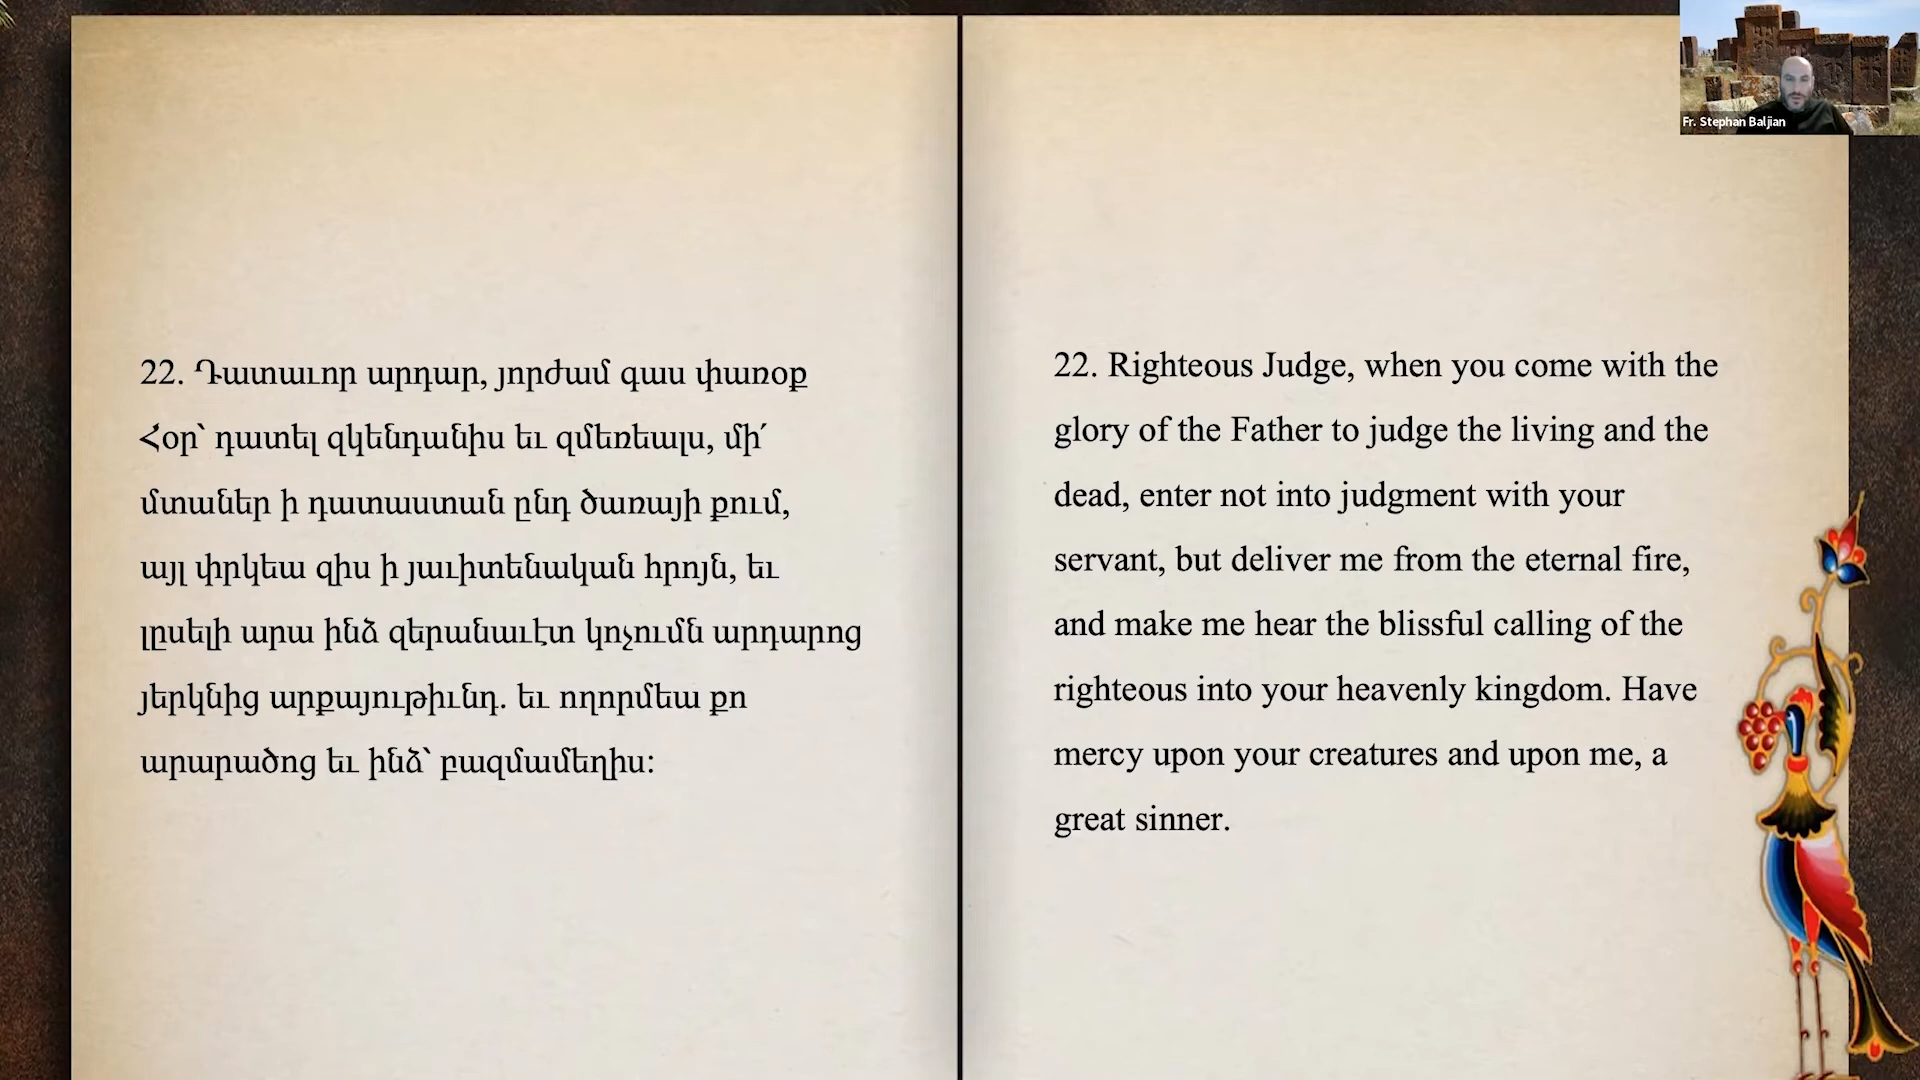 22. Դատաւոր արդար, յորժամ գաս փառօք
Հօր՝ դատել զկենդանիս եւ զմեռեալս, մի՛
մտաներ ի դատաստան ընդ ծառայի քում,
այլ փրկեա զիս ի յաւիտենական հրոյն, եւ
լըսելի արա ինձ զերանաւէտ կոչումն արդարոց
յերկնից արքայութիւնդ. եւ ողորմեա քո
արարածոց եւ ինձ՝ բազմամեղիս։
22. Righteous Judge, when you come with the
glory of the Father to judge the living and the
dead, enter not into judgment with your
servant, but deliver me from the eternal fire,
and make me hear the blissful calling of the
righteous into your heavenly kingdom. Have
mercy upon your creatures and upon me, a
great sinner.
Fr. Stephan Baljian